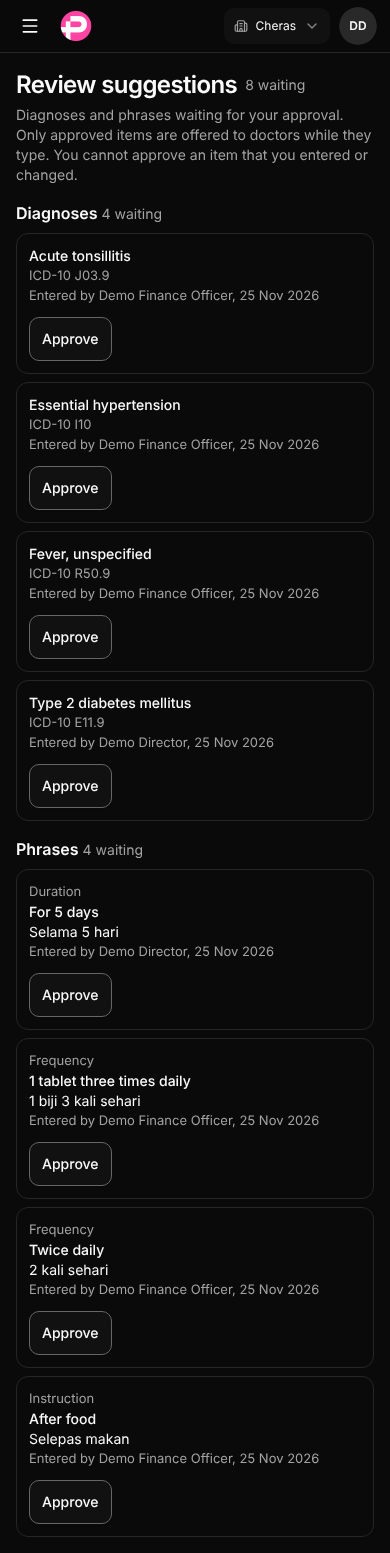 Cheras
DD
Review suggestions 8 waiting
Diagnoses and phrases waiting for your approval.
Only approved items are offered to doctors while they
type. You cannot approve an item that you entered or
changed.
Diagnoses 4 waiting
Acute tonsillitis
ICD-10 J03.9
Entered by Demo Finance Officer, 25 Nov 2026
Approve
Essential hypertension
ICD-10 I10
Entered by Demo Finance Officer, 25 Nov 2026
Approve
Fever, unspecified
ICD-10 R50.9
Entered by Demo Finance Officer, 25 Nov 2026
Approve
Type 2 diabetes mellitus
ICD-10 E11.9
Entered by Demo Director, 25 Nov 2026
Approve
Phrases 4 waiting
Duration
For 5 days
Selama 5 hari
Entered by Demo Director, 25 Nov 2026
Approve
Frequency
1 tablet three times daily
1 biji 3 kali sehari
Entered by Demo Finance Officer, 25 Nov 2026
Approve
Frequency
Twice daily
2 kali sehari
Entered by Demo Finance Officer, 25 Nov 2026
Approve
Instruction
After food
Selepas makan
Entered by Demo Finance Officer, 25 Nov 2026
Approve